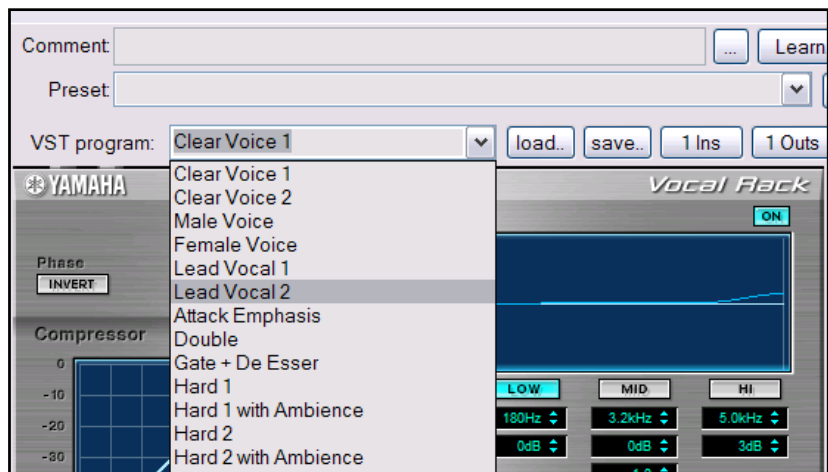 Comment:
... Learn
Preset:
VST program: Clear Voice 1 load.. save.. 1 Ins 1 Outs
Clear Voice 1
Clear Voice 2
Male Voice
Female Voice
Lead Vocal 1
Lead Vocal 2
Attack Emphasis
Double
Gate + De Esser
Hard 1
Hard 1 with Ambience
Hard 2
Hard 2 with Ambience
YAMAHA
Vocal Rack
ON
Phase
INVERT
Compressor
0
-10
-20
-30
LOW MID HI
180Hz 3.2kHz 5.0kHz
0dB 0dB 3dB